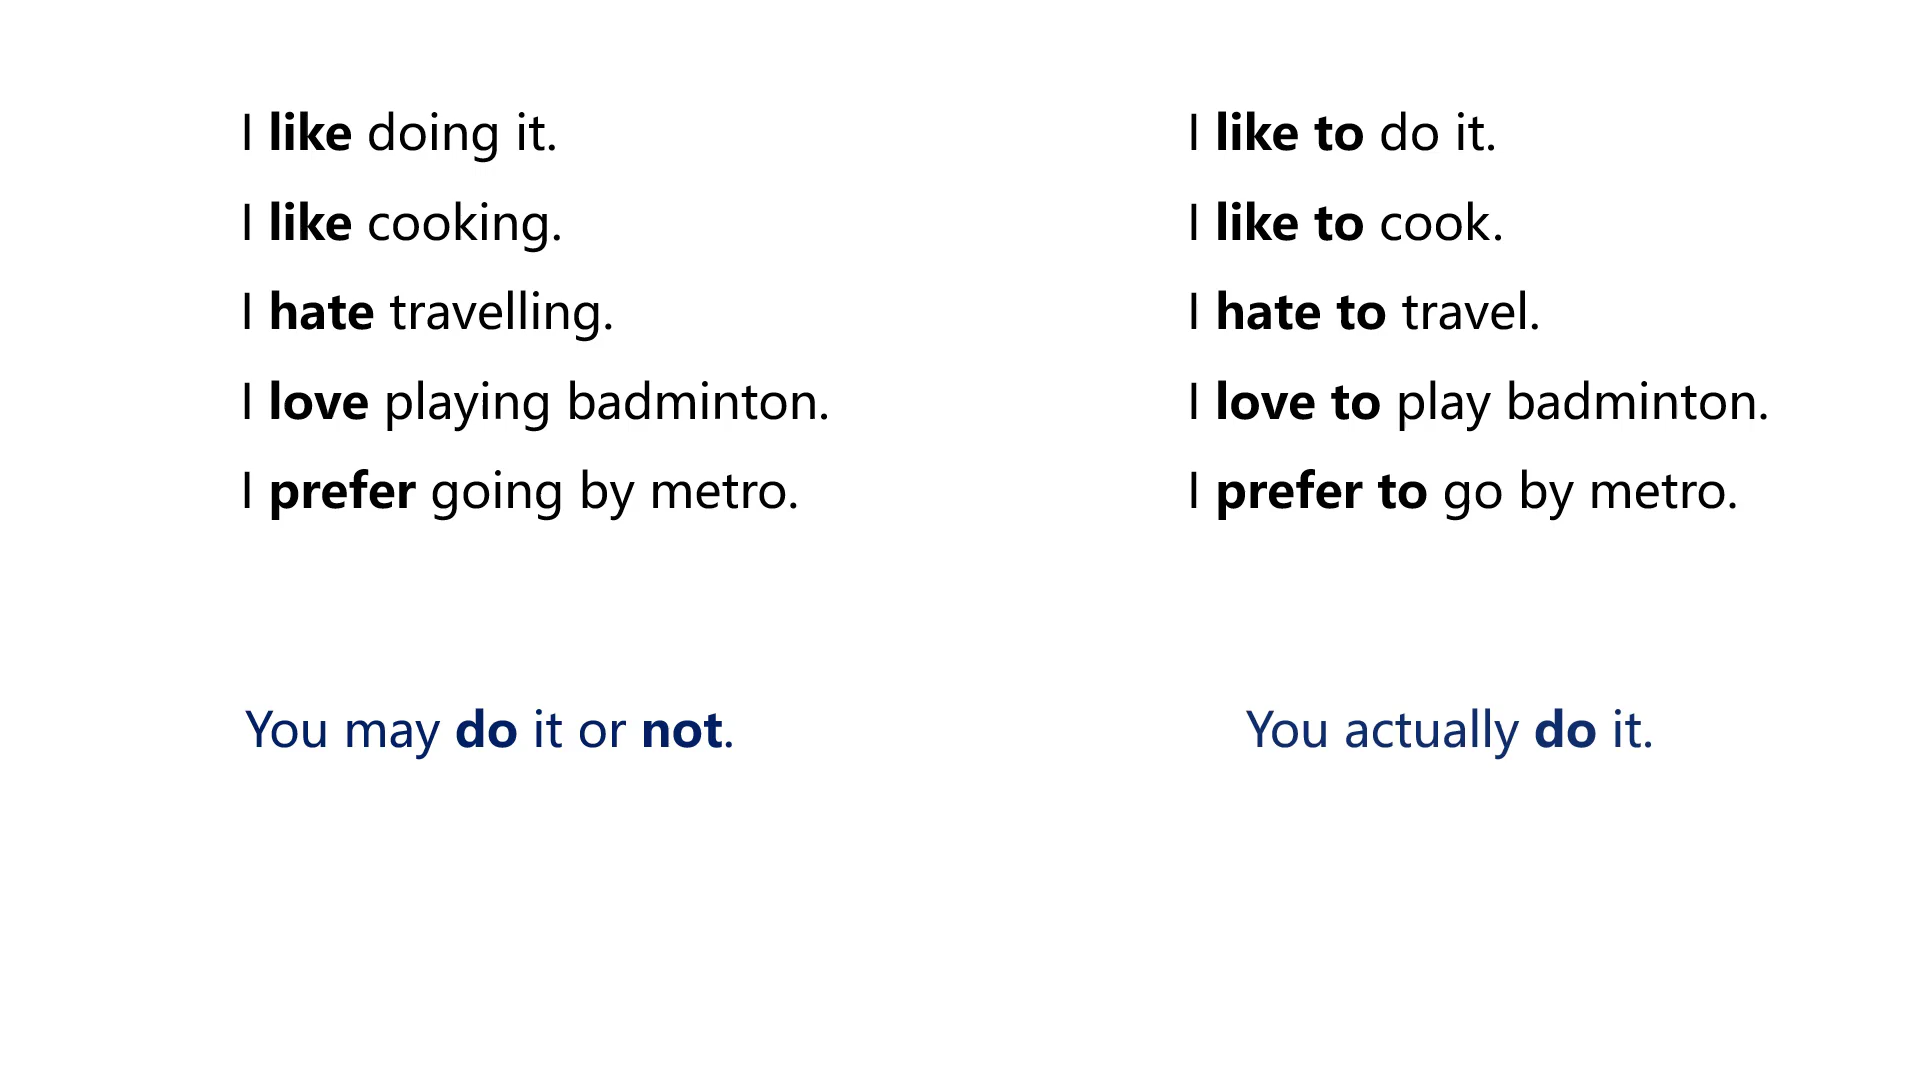 I like doing it.
I like cooking.
I hate travelling.
I love playing badminton.
I prefer going by metro.
You may do it or not.
I like to do it.
I like to cook.
I hate to travel.
I love to play badminton.
I prefer to go by metro.
You actually do it.